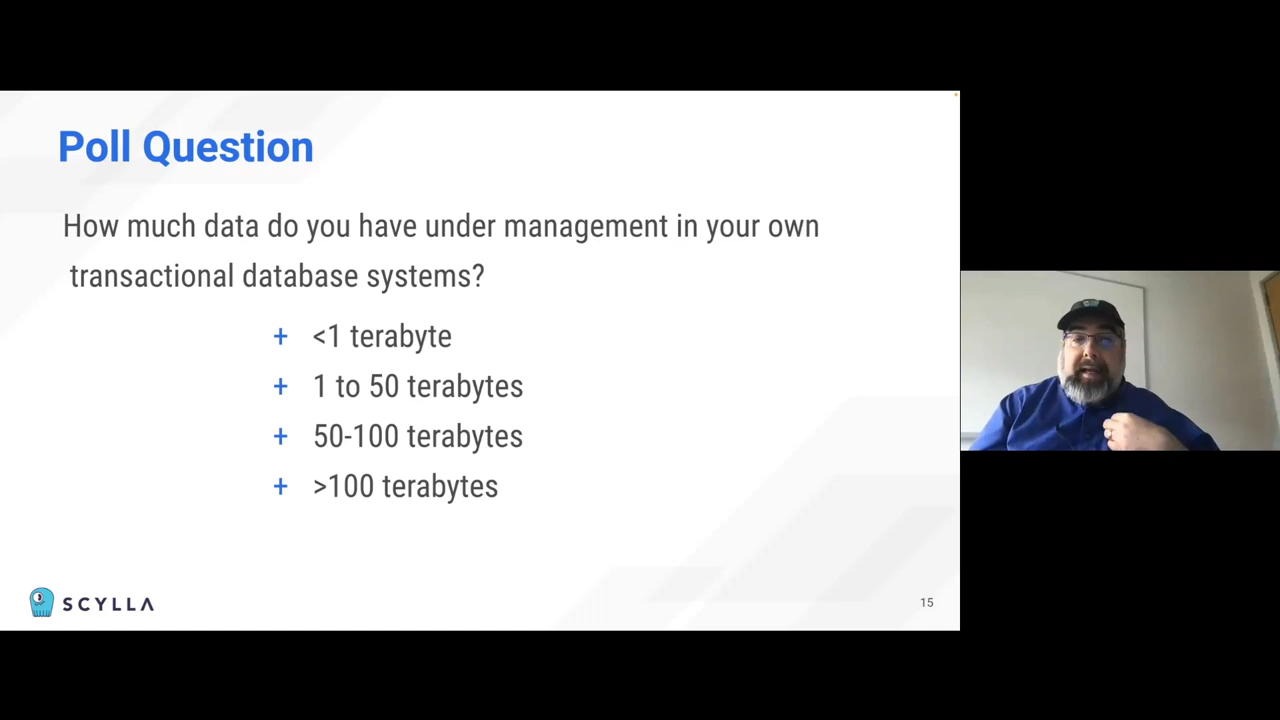 Poll Question
How much data do you have under management in your own
transactional database systems?
+ <1 terabyte
+ 1 to 50 terabytes
+ 50-100 terabytes
+ >100 terabytes
SCYLLA
15